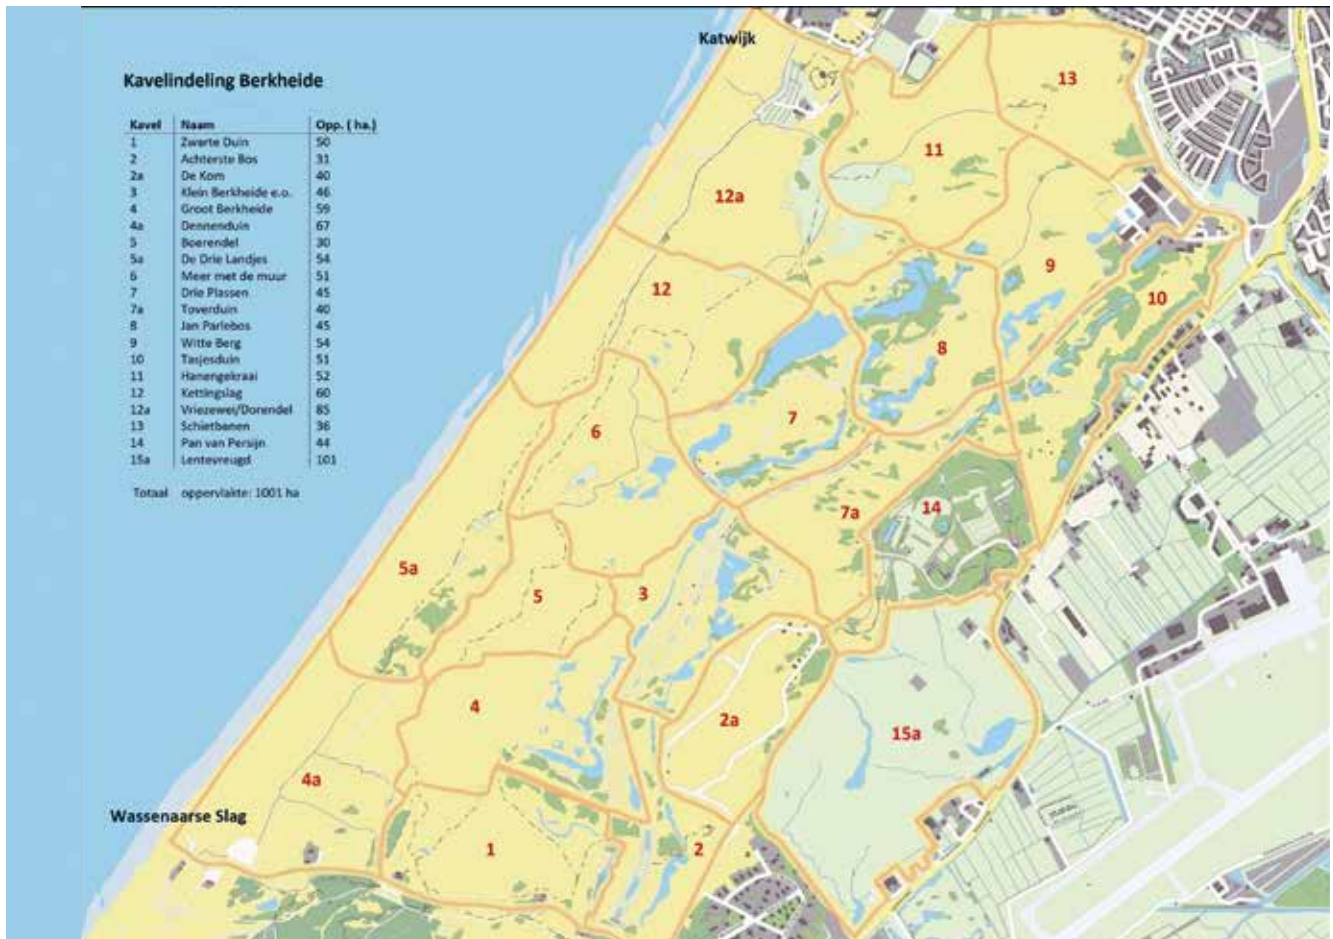 Katwijk
Kavelindeling Berkheide
Kavel Naam Opp. ( ha.)
1 Zwarte Duin 50
2 Achterste Bos 31
2a De Kom 40
3 Klein Berkheide e.o. 46
4 Groot Berkheide 59
4a Dennenduin 67
5 Boerendel 30
5a De Drie Landjes 54
6 Meer met de muur 51
7 Drie Plassen 45
7a Toverduin 40
8 Jan Parlebos 45
9 Witte Berg 54
10 Tasjesduin 51
11 Hanengekraai 52
12 Kettingslag 60
12a Vriezewei/Dorendel 85
13 Schietbanen 36
14 Pan van Persijn 44
15a Lentevreugd 101
Totaal oppervlakte: 1001 ha
13
11
12a
9
12
10
8
7
6
14
7a
5a
5
3
4
2a
15a
4a
Wassenaarse Slag
1
2